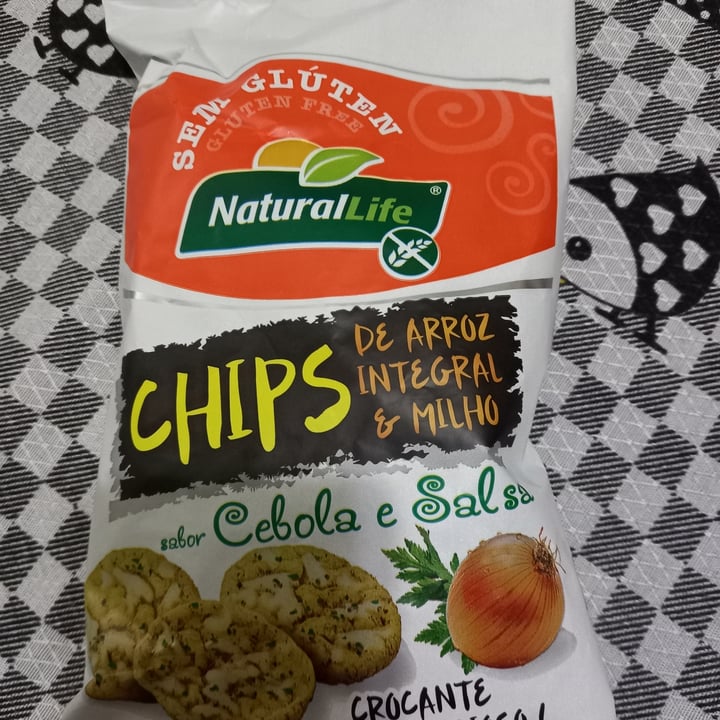 SEM GLÚTEN
GLUTEN FREE
NaturalLife®
CHIPS
DE ARROZ
INTEGRAL
& MILHO
sabor Cebola e Salsa
CROCANTE